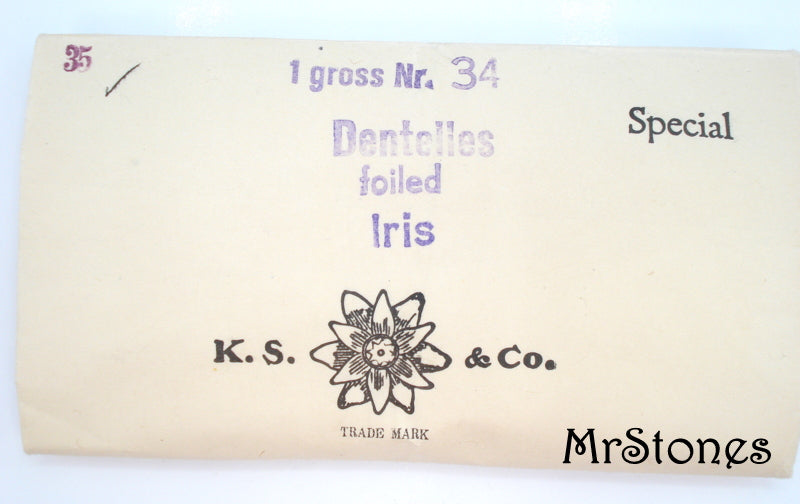 35
1 gross Nr. 34
Special
Dentelles
foiled
Iris
K. S. & Co.
TRADE MARK
MrStones